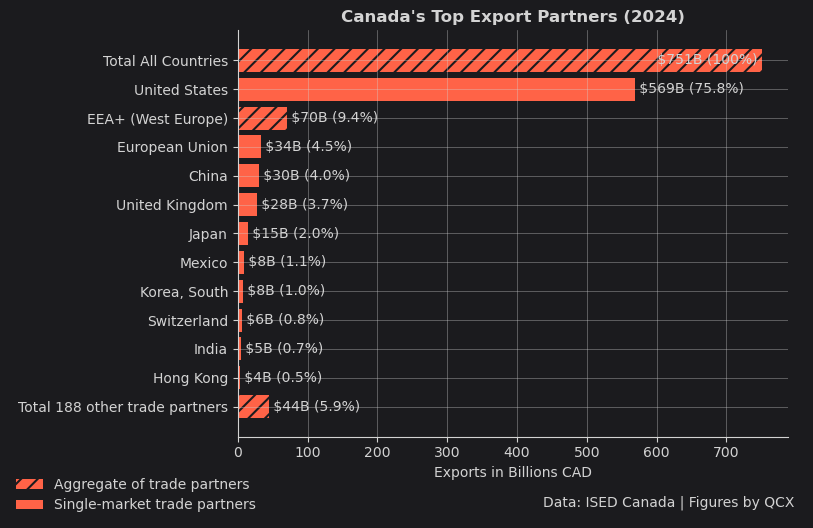 Canada's Top Export Partners (2024)
Total All Countries $751B (100%)
United States $569B (75.8%)
EEA+ (West Europe) $70B (9.4%)
European Union $34B (4.5%)
China $30B (4.0%)
United Kingdom $28B (3.7%)
Japan $15B (2.0%)
Mexico $8B (1.1%)
Korea, South $8B (1.0%)
Switzerland $6B (0.8%)
India $5B (0.7%)
Hong Kong $4B (0.5%)
Total 188 other trade partners $44B (5.9%)
0 100 200 300 400 500 600 700
Exports in Billions CAD
Aggregate of trade partners
Single-market trade partners
Data: ISED Canada | Figures by QCX